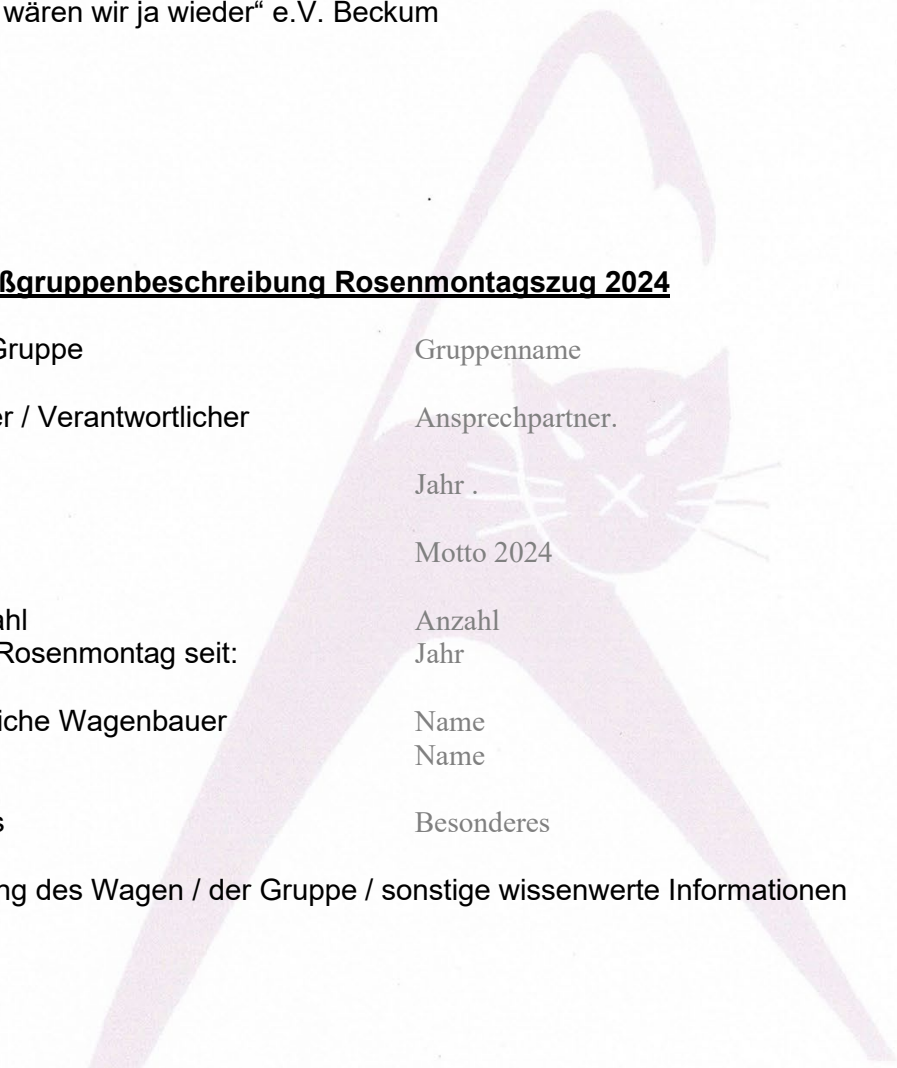 wären wir ja wieder“ e.V. Beckum
ßgruppenbeschreibung Rosenmontagszug 2024
Gruppe Gruppenname
er / Verantwortlicher Ansprechpartner.
Jahr .
Motto 2024
ahl Anzahl
Rosenmontag seit: Jahr
iche Wagenbauer Name
Name
s Besonderes
ng des Wagen / der Gruppe / sonstige wissenwerte Informationen